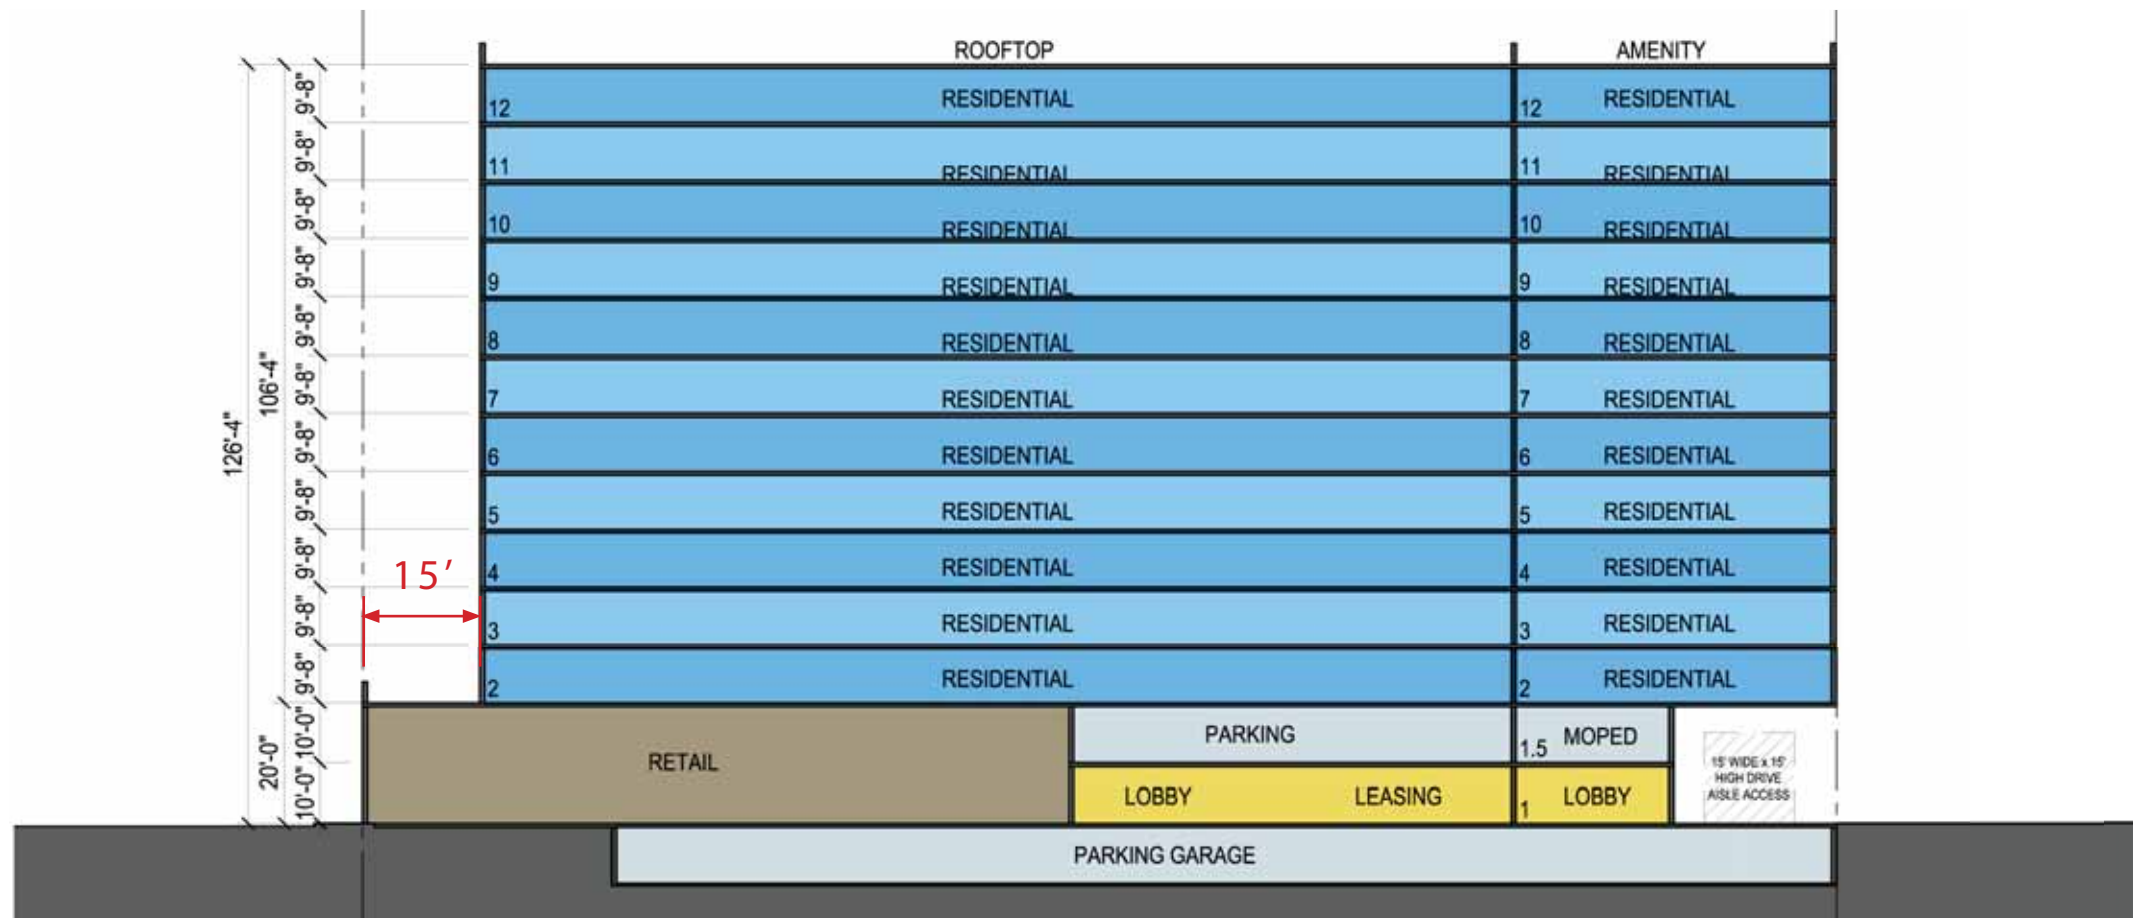 ROOFTOP AMENITY
9'-8" 12 RESIDENTIAL 12 RESIDENTIAL
9'-8" 11 RESIDENTIAL 11 RESIDENTIAL
9'-8" 10 RESIDENTIAL 10 RESIDENTIAL
9'-8" 9 RESIDENTIAL 9 RESIDENTIAL
9'-8" 8 RESIDENTIAL 8 RESIDENTIAL
9'-8" 7 RESIDENTIAL 7 RESIDENTIAL
106'-4"
126'-4"
9'-8" 6 RESIDENTIAL 6 RESIDENTIAL
9'-8" 5 RESIDENTIAL 5 RESIDENTIAL
9'-8" 15' 4 RESIDENTIAL 4 RESIDENTIAL
9'-8" 3 RESIDENTIAL 3 RESIDENTIAL
9'-8" 2 RESIDENTIAL 2 RESIDENTIAL
10'-0" PARKING 1.5 MOPED
20'-0" RETAIL
15' WIDE x 15'
HIGH DRIVE
AISLE ACCESS
10'-0" LOBBY LEASING 1 LOBBY
PARKING GARAGE